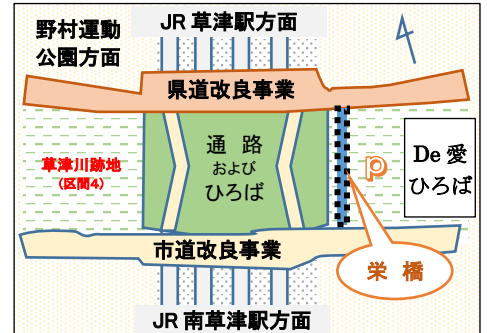 野村運動
公園方面
JR 草津駅方面
県道改良事業
草津川跡地
(区間4)
通 路
および
ひろば
P
De 愛
ひろば
市道改良事業
栄 橋
JR 南草津駅方面